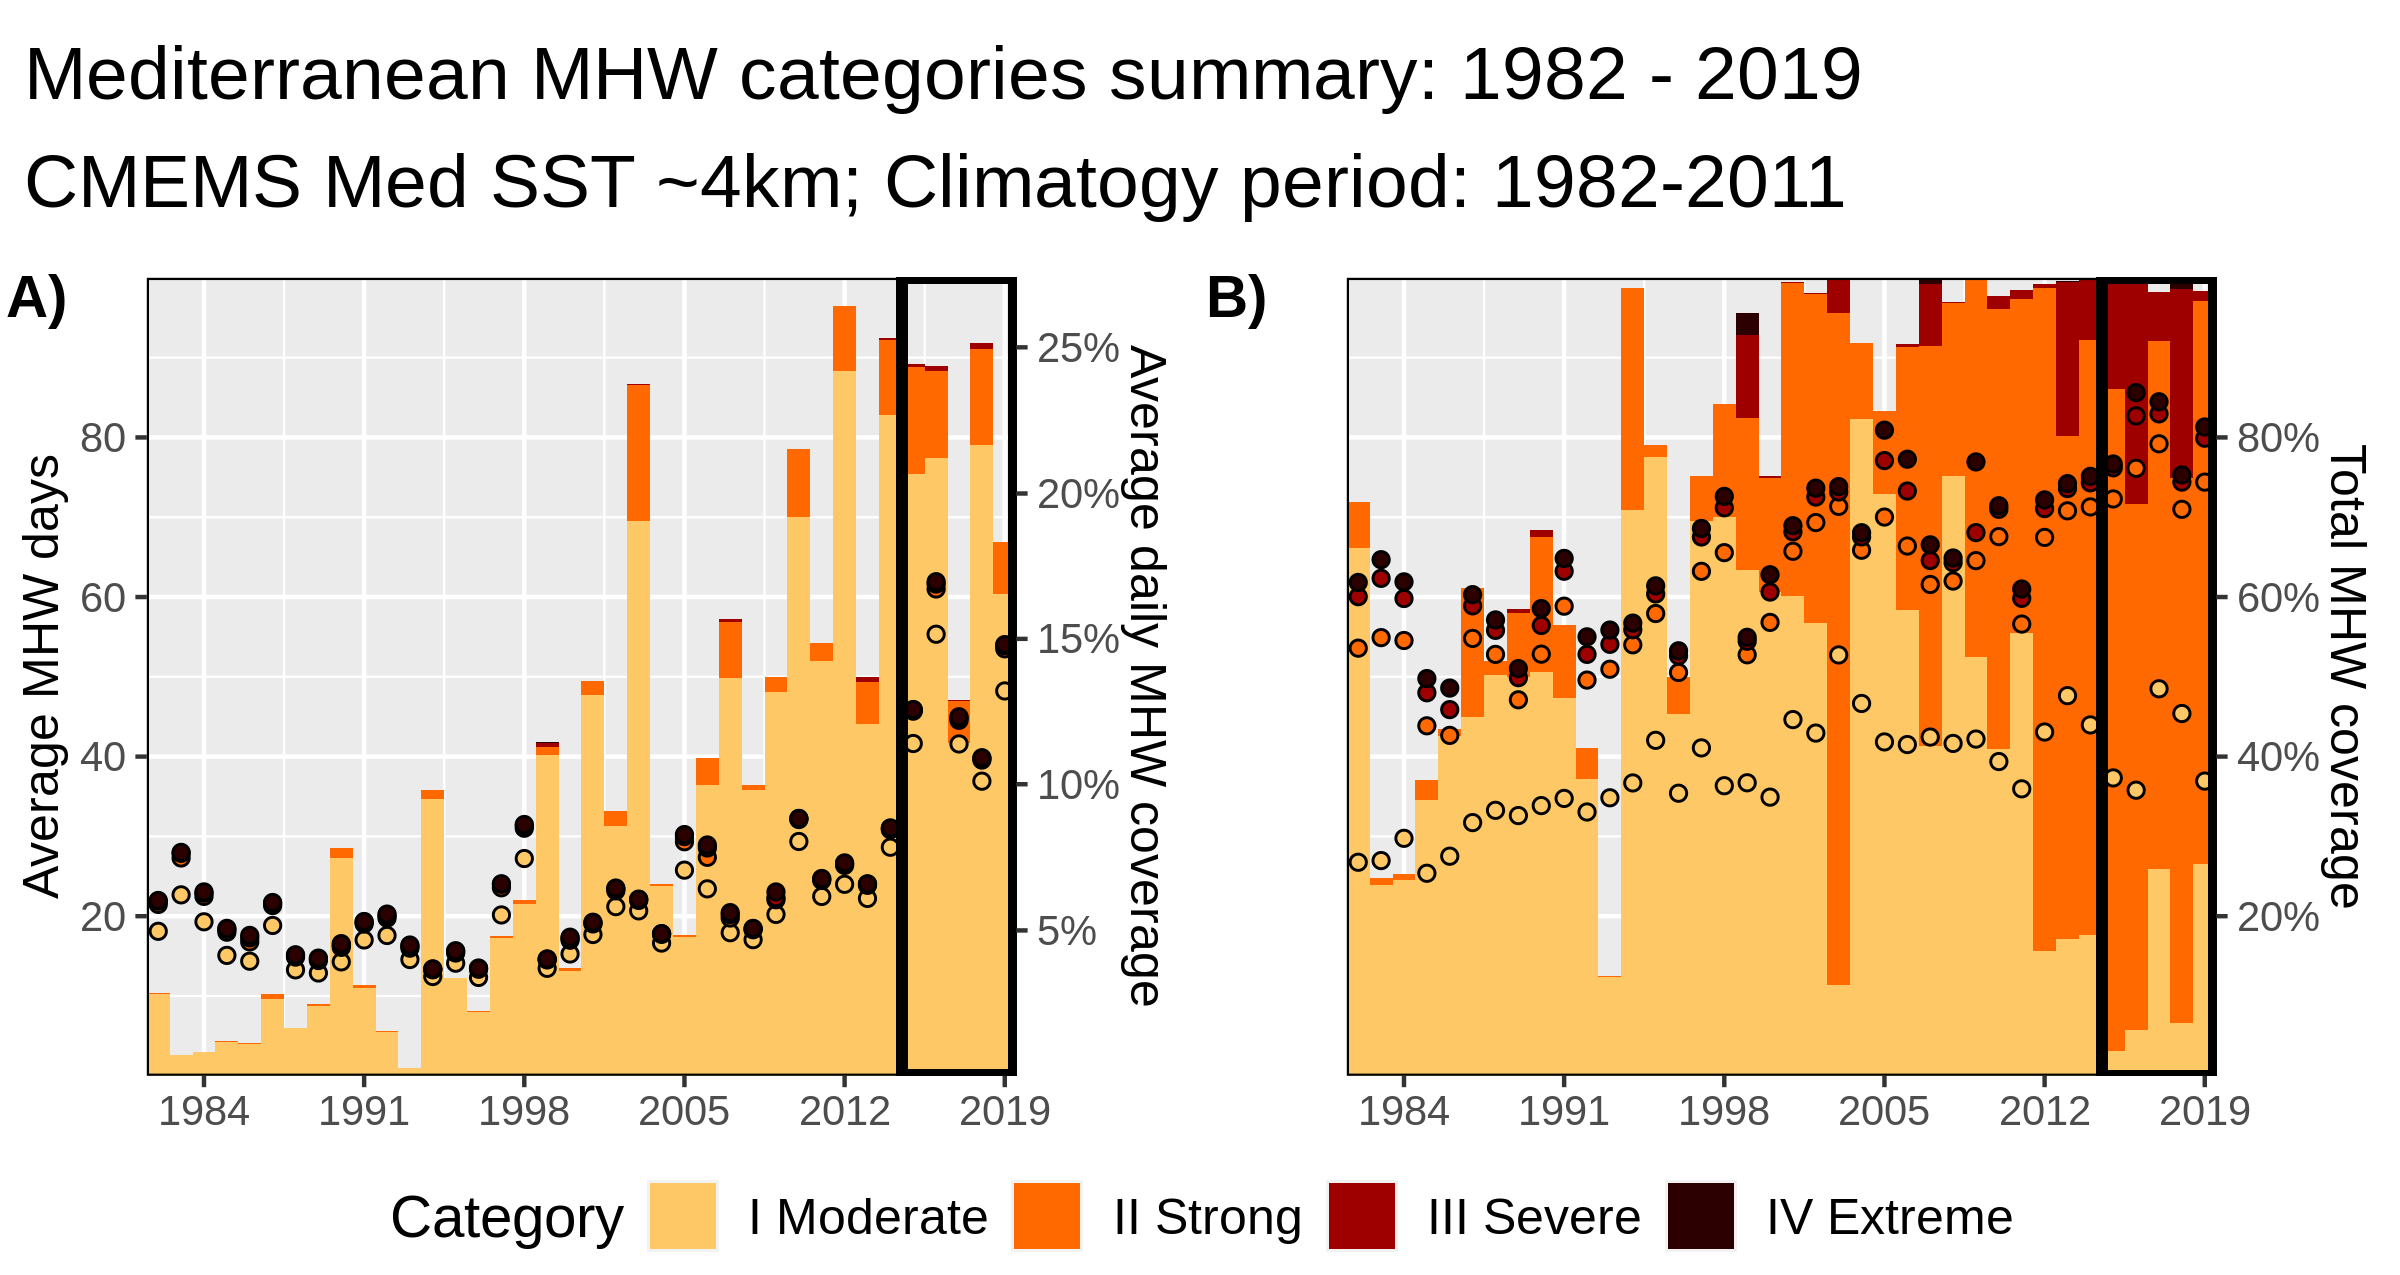 Mediterranean MHW categories summary: 1982 - 2019
CMEMS Med SST ~4km; Climatogy period: 1982-2011
A)
Average MHW days
80
60
40
20
25%
20%
15%
10%
5%
Average daily MHW coverage
1984 1991 1998 2005 2012 2019
B)
80%
60%
40%
20%
Total MHW coverage
1984 1991 1998 2005 2012 2019
Category I Moderate II Strong III Severe IV Extreme